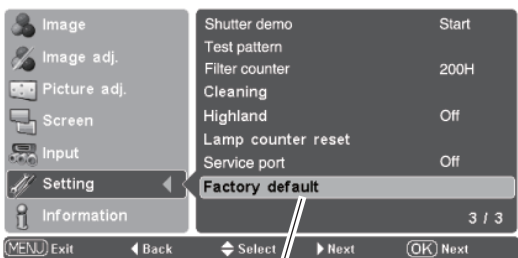 Image
Image adj.
Picture adj.
Screen
Input
Setting
Information
Shutter demo Start
Test pattern
Filter counter 200H
Cleaning
Highland Off
Lamp counter reset
Service port Off
Factory default
3 / 3
MENU Exit Back Select Next OK Next